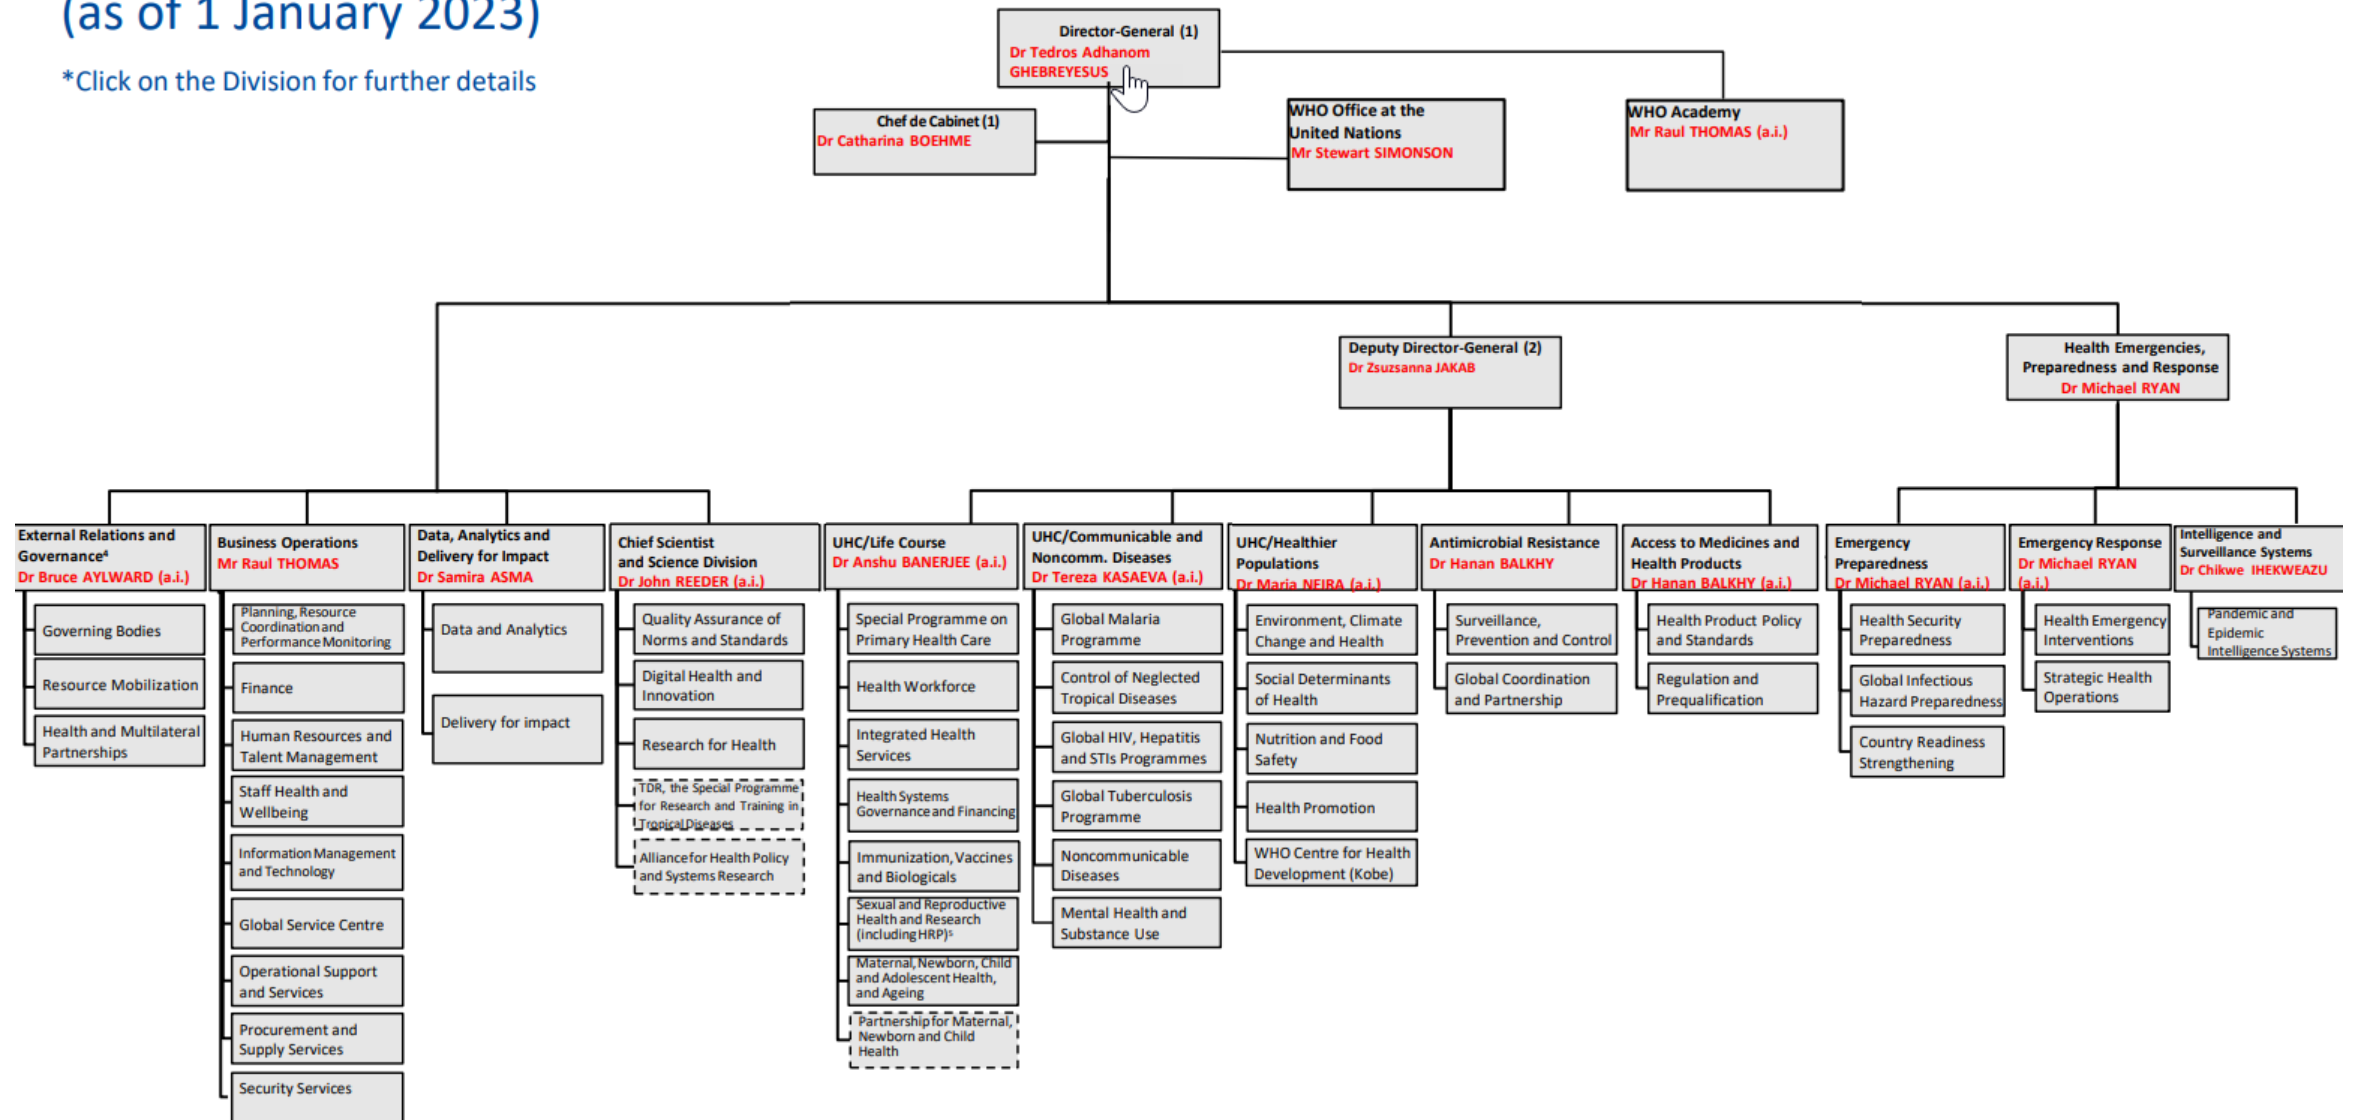 (as of 1 January 2023)
*Click on the Division for further details
Director-General (1)
Dr Tedros Adhanom
GHEBREYESUS
Chef de Cabinet (1)
Dr Catharina BOEHME
WHO Office at the
United Nations
Mr Stewart SIMONSON
WHO Academy
Mr Raul THOMAS (a.i.)
Deputy Director-General (2)
Dr Zsuzsanna JAKAB
Health Emergencies,
Preparedness and Response
Dr Michael RYAN
External Relations and
Governance⁴
Dr Bruce AYLWARD (a.i.)
Governing Bodies
Resource Mobilization
Health and Multilateral
Partnerships
Business Operations
Mr Raul THOMAS
Planning, Resource
Coordination and
Performance Monitoring
Finance
Human Resources and
Talent Management
Staff Health and
Wellbeing
Information Management
and Technology
Global Service Centre
Operational Support
and Services
Procurement and
Supply Services
Security Services
Data, Analytics and
Delivery for Impact
Dr Samira ASMA
Data and Analytics
Delivery for impact
Chief Scientist
and Science Division
Dr John REEDER (a.i.)
Quality Assurance of
Norms and Standards
Digital Health and
Innovation
Research for Health
TDR, the Special Programme
for Research and Training in
Tropical Diseases
Alliance for Health Policy
and Systems Research
UHC/Life Course
Dr Anshu BANERJEE (a.i.)
Special Programme on
Primary Health Care
Health Workforce
Integrated Health
Services
Health Systems
Governance and Financing
Immunization, Vaccines
and Biologicals
Sexual and Reproductive
Health and Research
(including HRP)⁵
Maternal, Newborn, Child
and Adolescent Health,
and Ageing
Partnership for Maternal,
Newborn and Child
Health
UHC/Communicable and
Noncomm. Diseases
Dr Tereza KASAEVA (a.i.)
Global Malaria
Programme
Control of Neglected
Tropical Diseases
Global HIV, Hepatitis
and STIs Programmes
Global Tuberculosis
Programme
Noncommunicable
Diseases
Mental Health and
Substance Use
UHC/Healthier
Populations
Dr Maria NEIRA (a.i.)
Environment, Climate
Change and Health
Social Determinants
of Health
Nutrition and Food
Safety
Health Promotion
WHO Centre for Health
Development (Kobe)
Antimicrobial Resistance
Dr Hanan BALKHY
Surveillance,
Prevention and Control
Global Coordination
and Partnership
Access to Medicines and
Health Products
Dr Hanan BALKHY (a.i.)
Health Product Policy
and Standards
Regulation and
Prequalification
Emergency
Preparedness
Dr Michael RYAN (a.i.)
Health Security
Preparedness
Global Infectious
Hazard Preparedness
Country Readiness
Strengthening
Emergency Response
Dr Michael RYAN
(a.i.)
Health Emergency
Interventions
Strategic Health
Operations
Intelligence and
Surveillance Systems
Dr Chikwe IHEKWEAZU
Pandemic and
Epidemic
Intelligence Systems